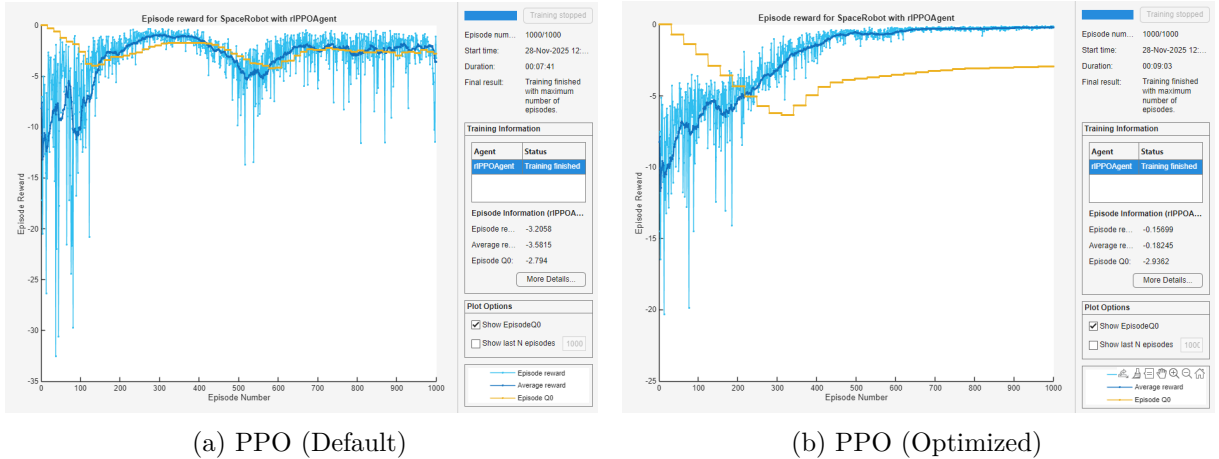 Episode reward for SpaceRobot with rlPPOAgent
0
-5
-10
-15
-20
-25
-30
-35
Episode Reward
0 100 200 300 400 500 600 700 800 900 1000
Episode Number
Training stopped
Episode num... 1000/1000
Start time: 28-Nov-2025 12:...
Duration: 00:07:41
Final result: Training finished
with maximum
number of
episodes.
Training Information
Agent Status
rlPPOAgent Training finished
Episode Information (rlPPOA...
Episode re... -3.2058
Average re... -3.5815
Episode Q0: -2.794
More Details...
Plot Options
Show EpisodeQ0
Show last N episodes 1000
Episode reward
Average reward
Episode Q0
(a) PPO (Default)
Episode reward for SpaceRobot with rlPPOAgent
0
-5
-10
-15
-20
-25
Episode Reward
0 100 200 300 400 500 600 700 800 900 1000
Episode Number
Training stopped
Episode num... 1000/1000
Start time: 28-Nov-2025 12:...
Duration: 00:09:03
Final result: Training finished
with maximum
number of
episodes.
Training Information
Agent Status
rlPPOAgent Training finished
Episode Information (rlPPOA...
Episode re... -0.15699
Average re... -0.18245
Episode Q0: -2.9362
More Details...
Plot Options
Show EpisodeQ0
Show last N episodes
Average reward
Episode Q0
(b) PPO (Optimized)